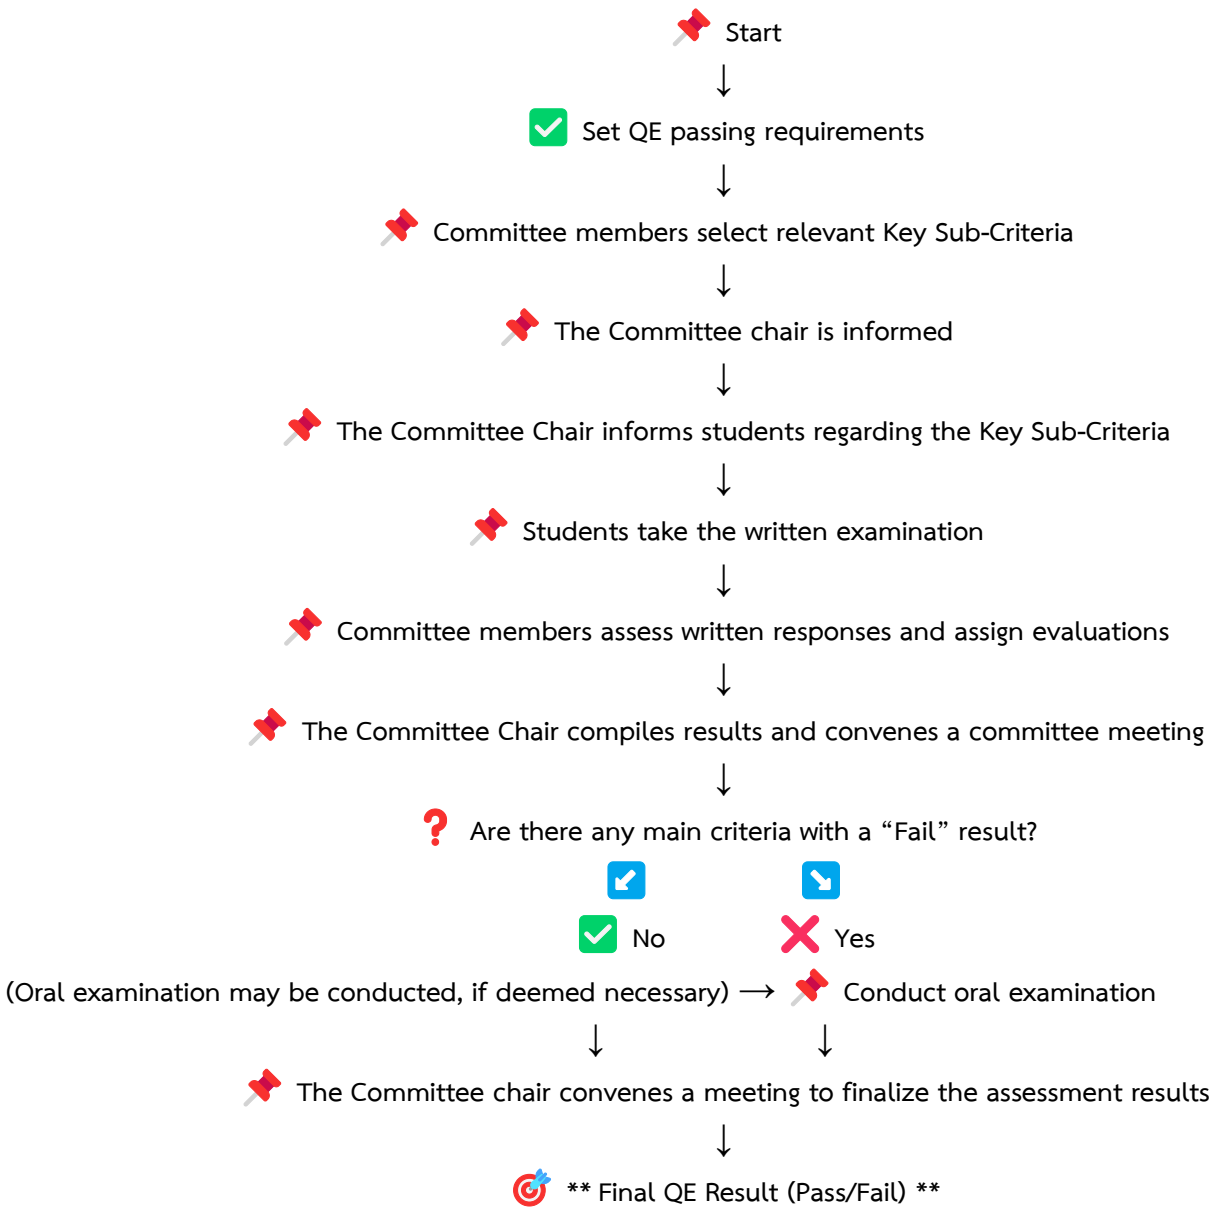 Start
Set QE passing requirements
Committee members select relevant Key Sub-Criteria
The Committee chair is informed
The Committee Chair informs students regarding the Key Sub-Criteria
Students take the written examination
Committee members assess written responses and assign evaluations
The Committee Chair compiles results and convenes a committee meeting
Are there any main criteria with a “Fail” result?
No Yes
(Oral examination may be conducted, if deemed necessary) → Conduct oral examination
The Committee chair convenes a meeting to finalize the assessment results
** Final QE Result (Pass/Fail) **